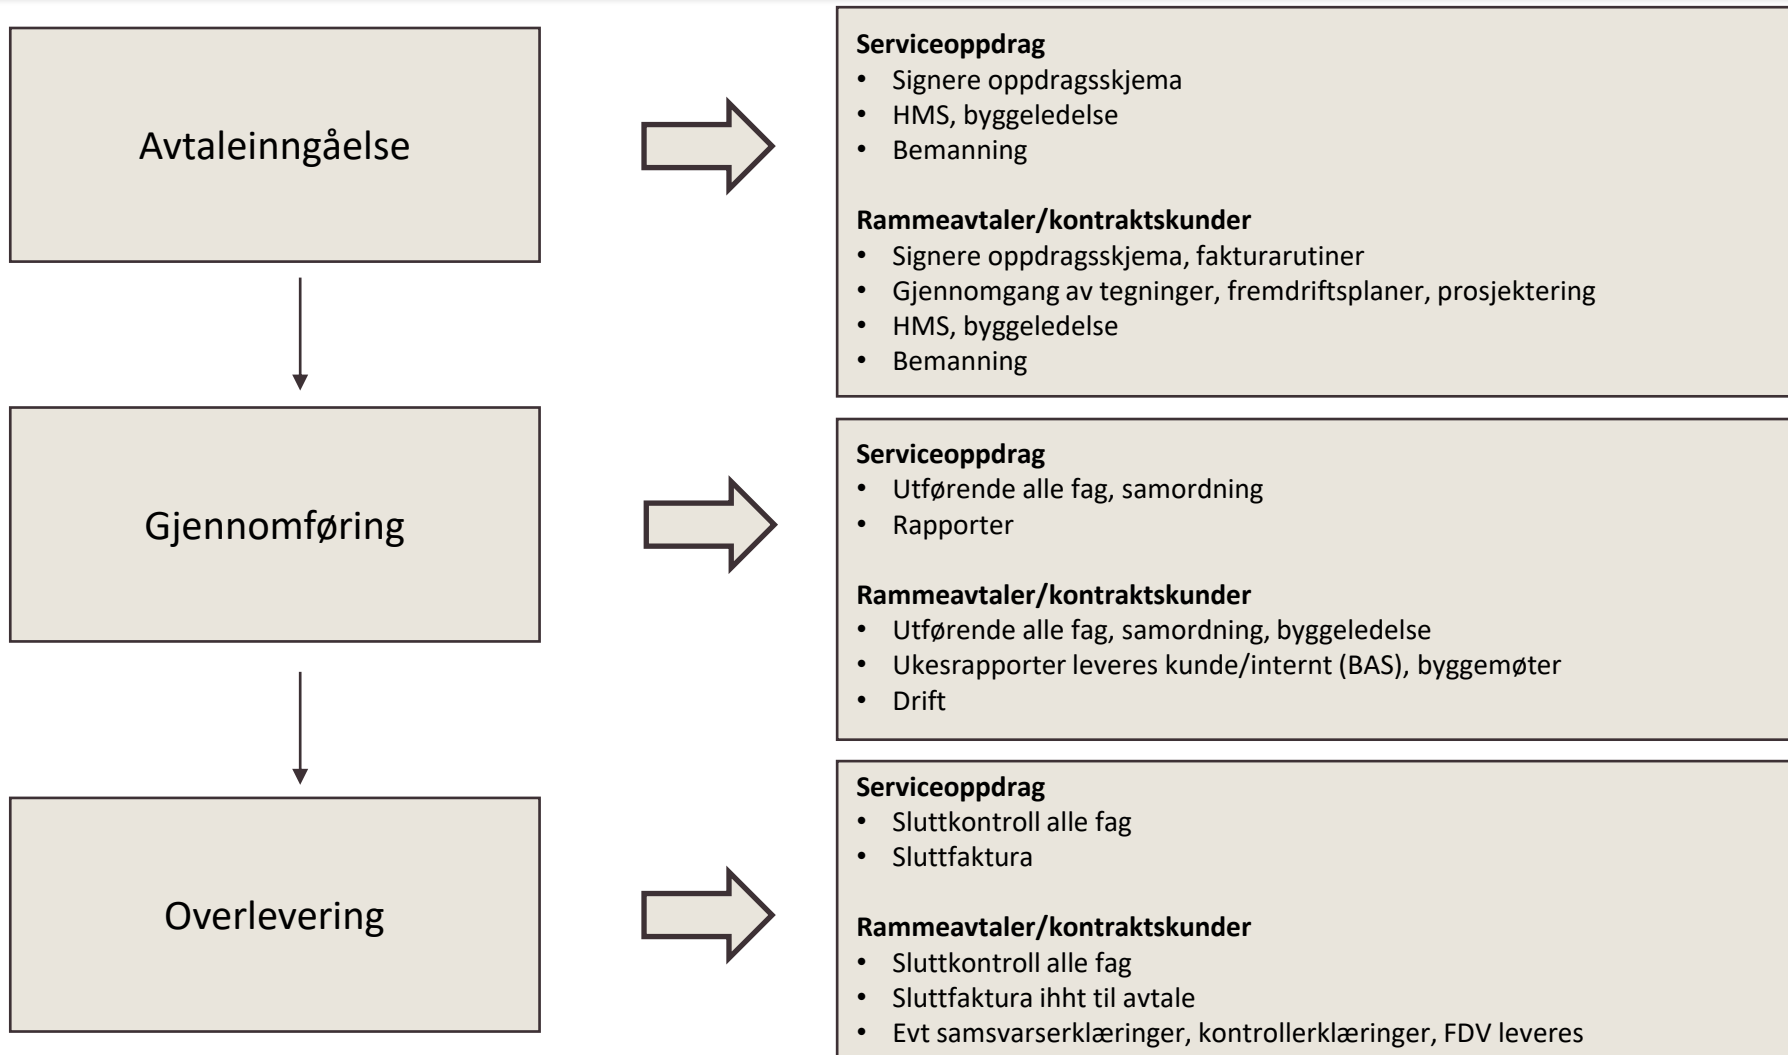 Avtaleinngåelse
Serviceoppdrag
• Signere oppdragsskjema
• HMS, byggeledelse
• Bemanning
Rammeavtaler/kontraktskunder
• Signere oppdragsskjema, fakturarutiner
• Gjennomgang av tegninger, fremdriftsplaner, prosjektering
• HMS, byggeledelse
• Bemanning
Gjennomføring
Serviceoppdrag
• Utførende alle fag, samordning
• Rapporter
Rammeavtaler/kontraktskunder
• Utførende alle fag, samordning, byggeledelse
• Ukesrapporter leveres kunde/internt (BAS), byggemøter
• Drift
Overlevering
Serviceoppdrag
• Sluttkontroll alle fag
• Sluttfaktura
Rammeavtaler/kontraktskunder
• Sluttkontroll alle fag
• Sluttfaktura ihht til avtale
• Evt samsvarserklæringer, kontrollerklæringer, FDV leveres